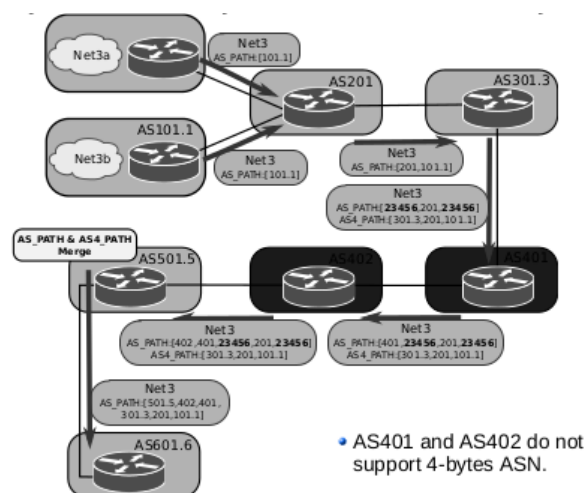 Net3a
Net3
AS_PATH:[101.1]
AS201
AS301.3
AS101.1
Net3b
Net3
AS_PATH:[101.1]
Net3
AS_PATH:[201,101.1]
Net3
AS_PATH:[23456,201,23456]
AS4_PATH:[301.3,201,101.1]
AS_PATH & AS4_PATH
Merge
AS501.5
AS402
AS401
Net3
AS_PATH:[402,401,23456,201,23456]
AS4_PATH:[301.3,201,101.1]
Net3
AS_PATH:[401,23456,201,23456]
AS4_PATH:[301.3,201,101.1]
Net3
AS_PATH:[501.5,402,401,
301.3,201,101.1]
AS601.6
AS401 and AS402 do not
support 4-bytes ASN.